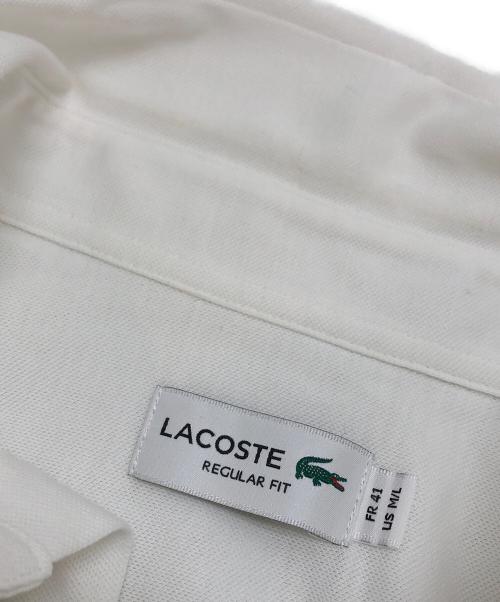 LACOSTE
REGULAR FIT
FR 41
US M/L